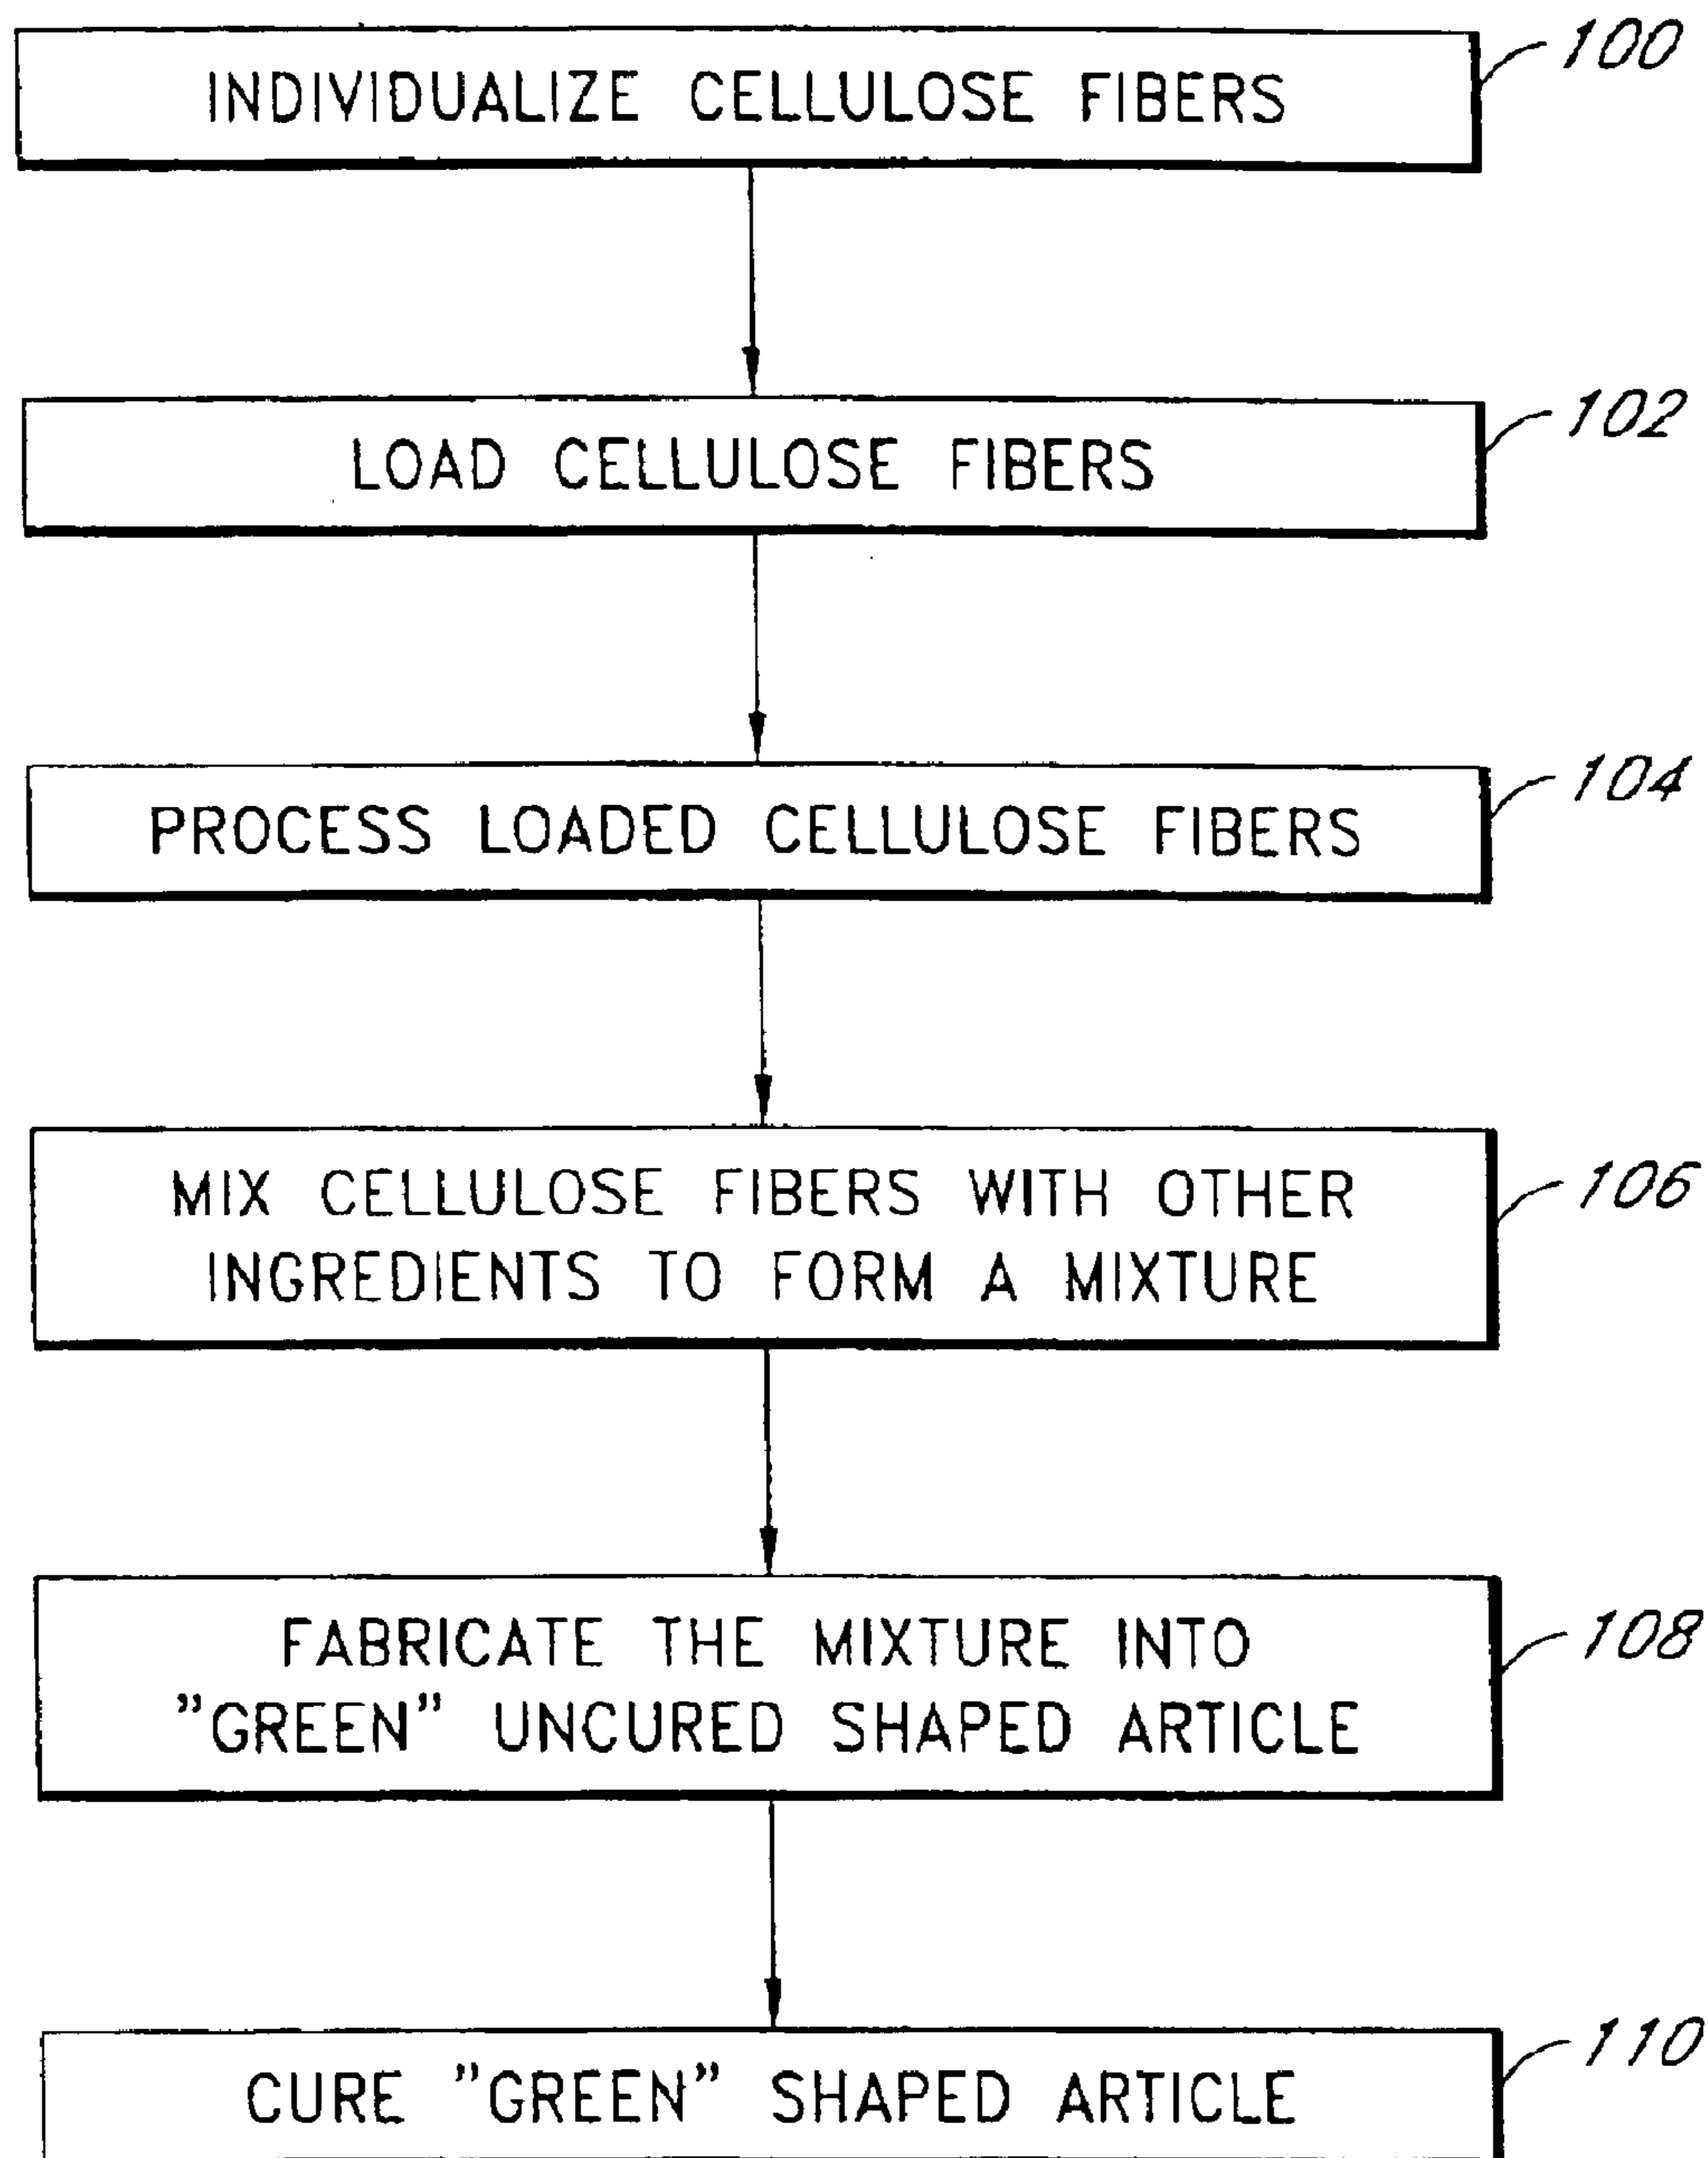 INDIVIDUALIZE CELLULOSE FIBERS
100
LOAD CELLULOSE FIBERS
102
PROCESS LOADED CELLULOSE FIBERS
104
MIX CELLULOSE FIBERS WITH OTHER
INGREDIENTS TO FORM A MIXTURE
106
FABRICATE THE MIXTURE INTO
"GREEN" UNCURED SHAPED ARTICLE
108
CURE "GREEN" SHAPED ARTICLE
110